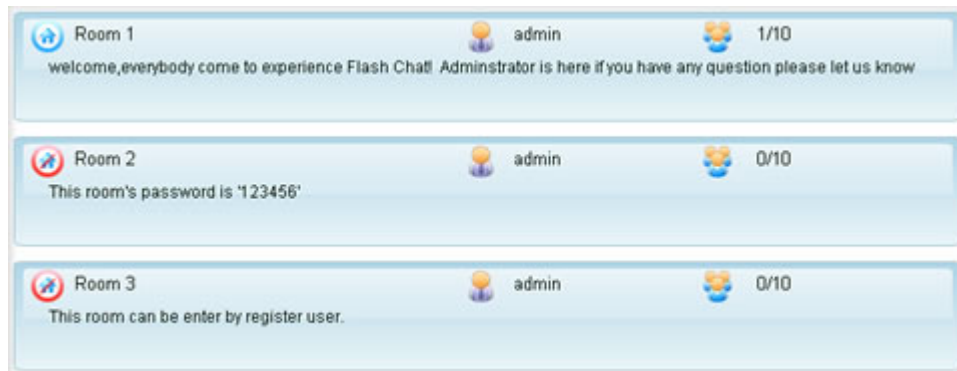 Room 1 admin 1/10
welcome,everybody come to experience Flash Chat! Adminstrator is here if you have any question please let us know
Room 2 admin 0/10
This room's password is '123456'
Room 3 admin 0/10
This room can be enter by register user.